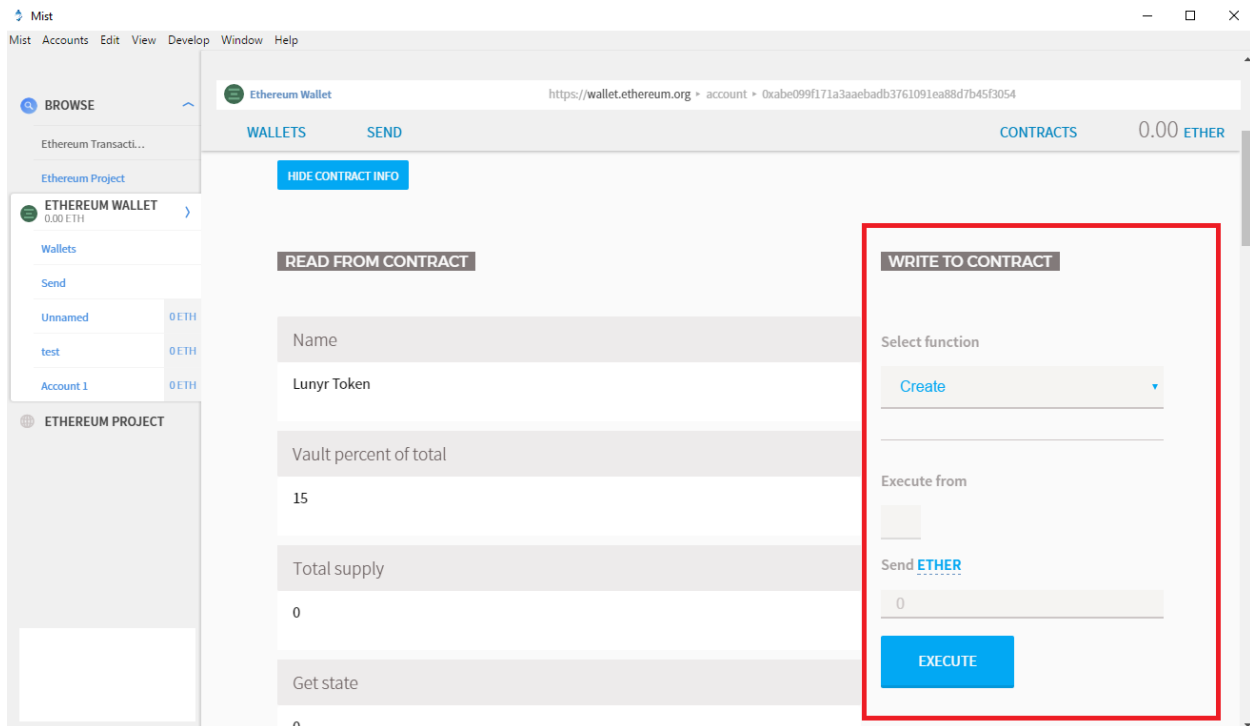 Mist
Mist Accounts Edit View Develop Window Help
BROWSE
Ethereum Transacti...
Ethereum Project
ETHEREUM WALLET
0.00 ETH
Wallets
Send
Unnamed 0 ETH
test 0 ETH
Account 1 0 ETH
ETHEREUM PROJECT
Ethereum Wallet https://wallet.ethereum.org ▸ account ▸ 0xabe099f171a3aaebadb3761091ea88d7b45f3054
WALLETS SEND CONTRACTS 0.00 ETHER
HIDE CONTRACT INFO
READ FROM CONTRACT
Name
Lunyr Token
Vault percent of total
15
Total supply
0
Get state
0
WRITE TO CONTRACT
Select function
Create
Execute from
Send ETHER
0
EXECUTE